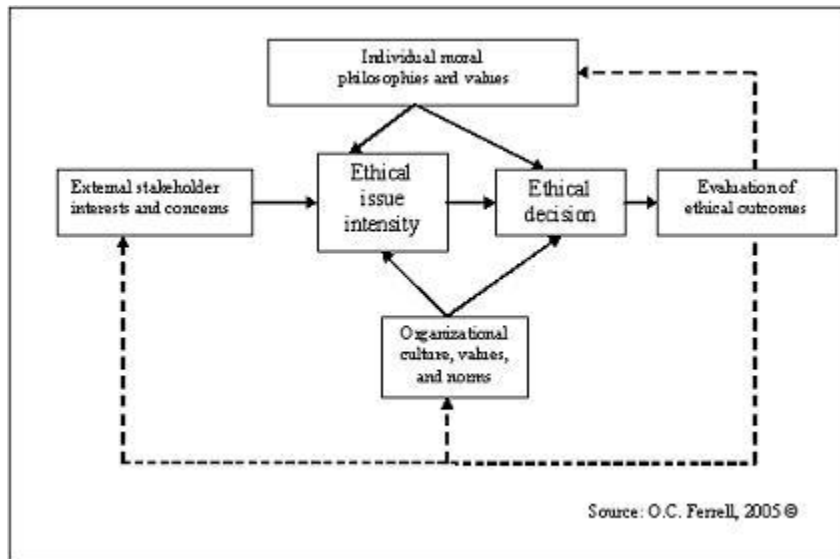 Individual moral
philosophies and values
External stakeholder
interests and concerns
Ethical
issue
intensity
Ethical
decision
Evaluation of
ethical outcomes
Organizational
culture, values,
and norms
Source: O.C. Ferrell, 2005 ©